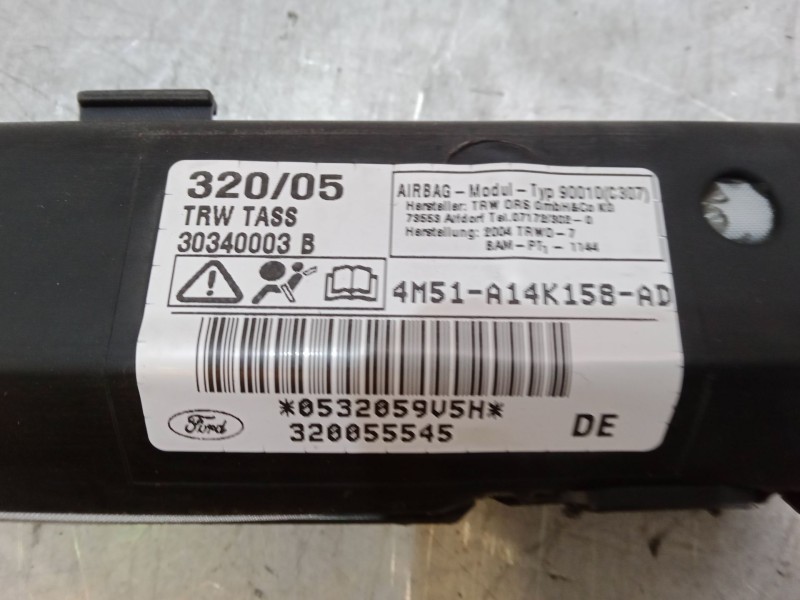 320/05
TRW TASS
30340003 B
AIRBAG-Modul-Typ 90010(C307)
Hersteller: TRW ORS GmbH&Co KG
73553 Alfdorf Tel.07172/302-0
Herstellung: 2004 TRWO-7
BAM-PT1-1144
4M51-A14K158-AD
*0532059V5H*
320055545
Ford
DE